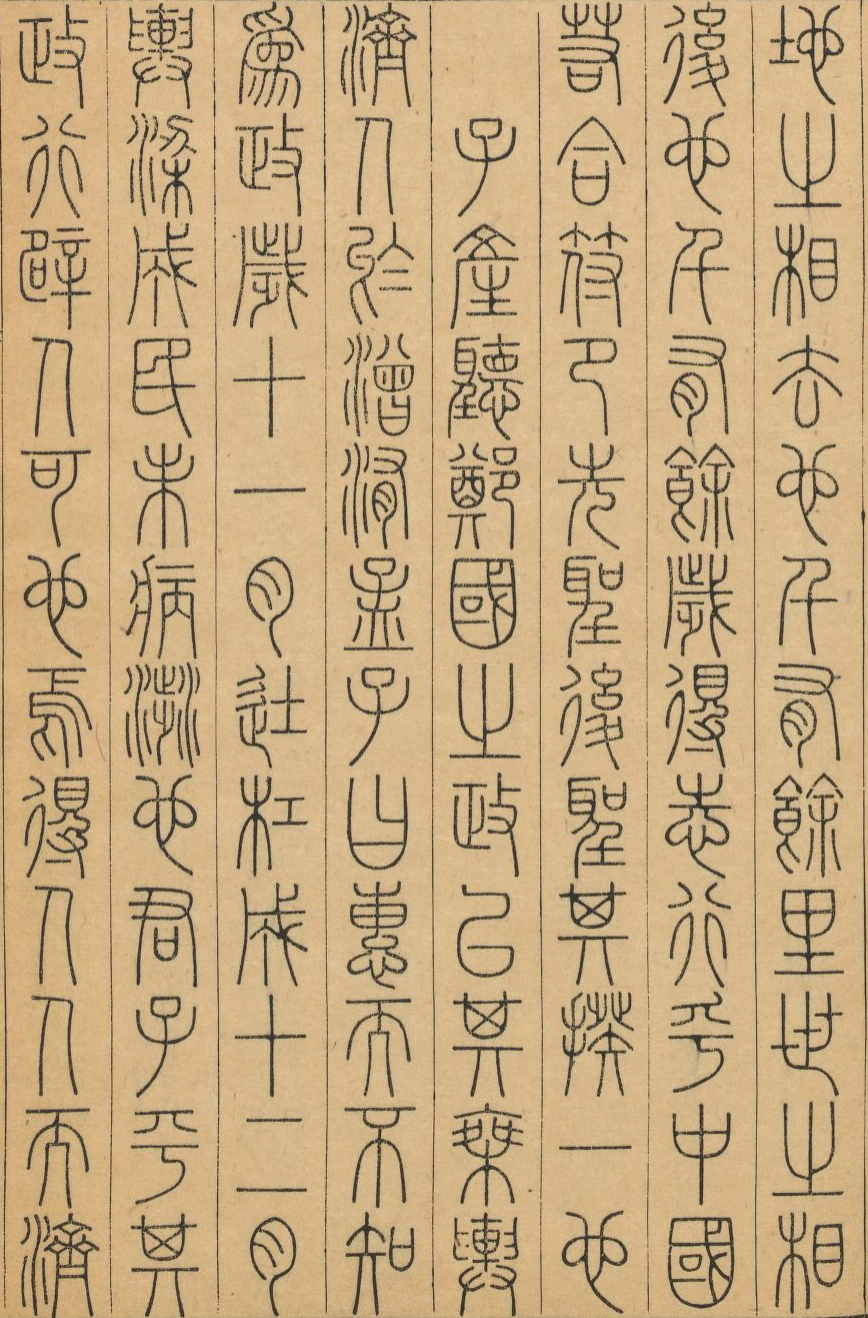 地之相去也千有餘里世之相
後也千有餘歲得志行乎中國
若合符卪先聖後聖其揆一也
子產聽鄭國之政以其乘輿
濟人於潧洧孟子曰惠而不知
爲政歲十一月徒杠成十二月
輿梁成民未病涉也君子平其
政行辟人可也焉得人人而濟